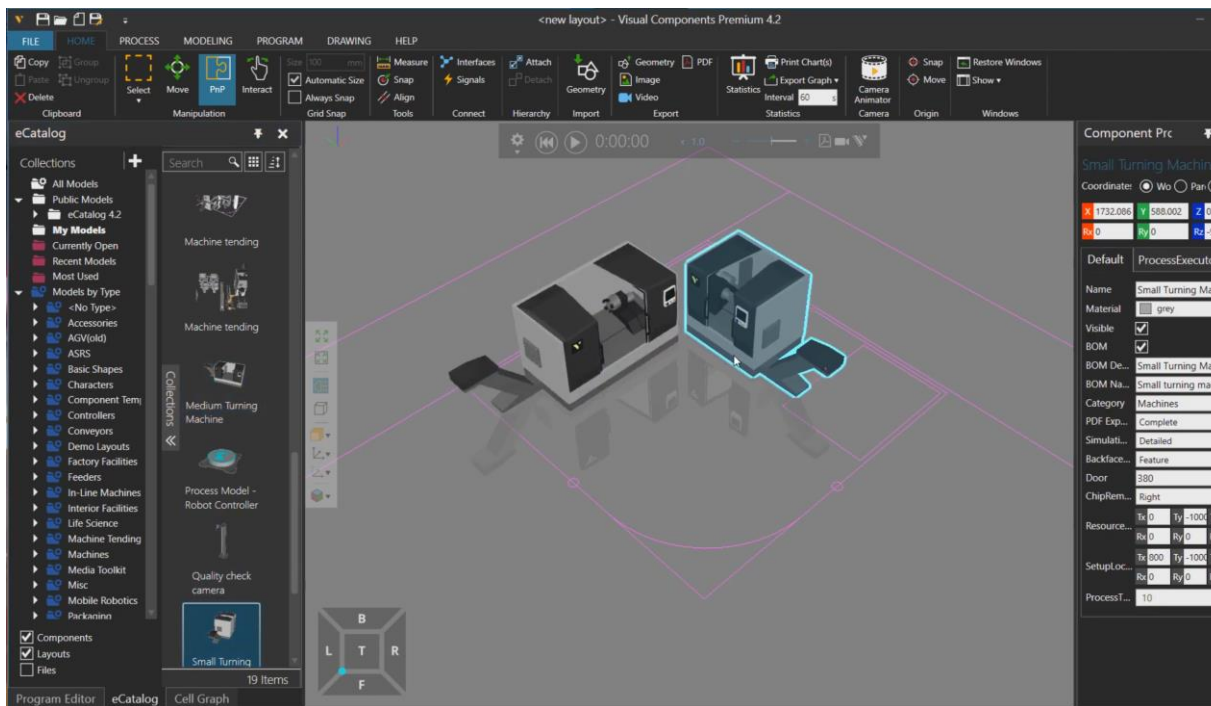 <new layout> - Visual Components Premium 4.2
FILE HOME PROCESS MODELING PROGRAM DRAWING HELP
Copy Group
Paste Ungroup
Delete
Clipboard
Select Move PnP Interact
Manipulation
Size 100 mm
Automatic Size
Always Snap
Grid Snap
Measure
Snap
Align
Tools
Interfaces
Signals
Connect
Attach
Detach
Hierarchy
Geometry
Import
Geometry PDF
Image
Video
Export
Statistics
Print Chart(s)
Export Graph
Interval 60 s
Statistics
Camera
Animator
Camera
Snap
Move
Origin
Restore Windows
Show
Windows
eCatalog
Collections
All Models
Public Models
eCatalog 4.2
My Models
Currently Open
Recent Models
Most Used
Models by Type
<No Type>
Accessories
AGV(old)
ASRS
Basic Shapes
Characters
Component Temp
Controllers
Conveyors
Demo Layouts
Factory Facilities
Feeders
In-Line Machines
Interior Facilities
Life Science
Machine Tending
Machines
Media Toolkit
Misc
Mobile Robotics
Packaging
Components
Layouts
Files
Collections
Search
Machine tending
Machine tending
Medium Turning
Machine
Process Model -
Robot Controller
Quality check
camera
Small Turning
19 Items
Program Editor eCatalog Cell Graph
0:00:00 1.0
B
L T R
F
Component Prc
Small Turning Machin
Coordinates Wo Par
X 1732.086 Y 588.002 Z 0
Rx 0 Ry 0 Rz
Default ProcessExecuto
Name Small Turning Ma
Material grey
Visible
BOM
BOM De... Small Turning Ma
BOM Na... Small turning ma
Category Machines
PDF Exp... Complete
Simulati... Detailed
Backface... Feature
Door 380
ChipRem... Right
Resource... Tx 0 Ty -1000
Rx 0 Ry 0
SetupLoc... Tx 800 Ty -1000
Rx 0 Ry 0
ProcessT... 10